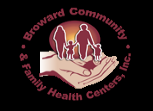 Broward Community
& Family Health Centers, Inc.